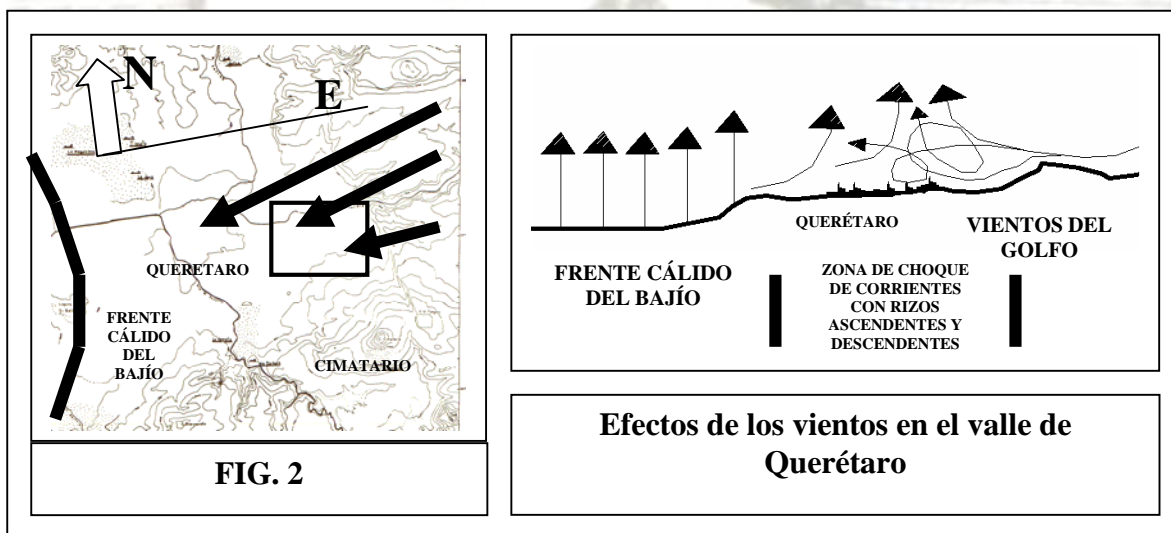 N
E
QUERETARO
FRENTE
CÁLIDO
DEL
BAJÍO
CIMATARIO
FIG. 2
QUERÉTARO
FRENTE CÁLIDO
DEL BAJÍO
ZONA DE CHOQUE
DE CORRIENTES
CON RIZOS
ASCENDENTES Y
DESCENDENTES
VIENTOS DEL
GOLFO
Efectos de los vientos en el valle de
Querétaro